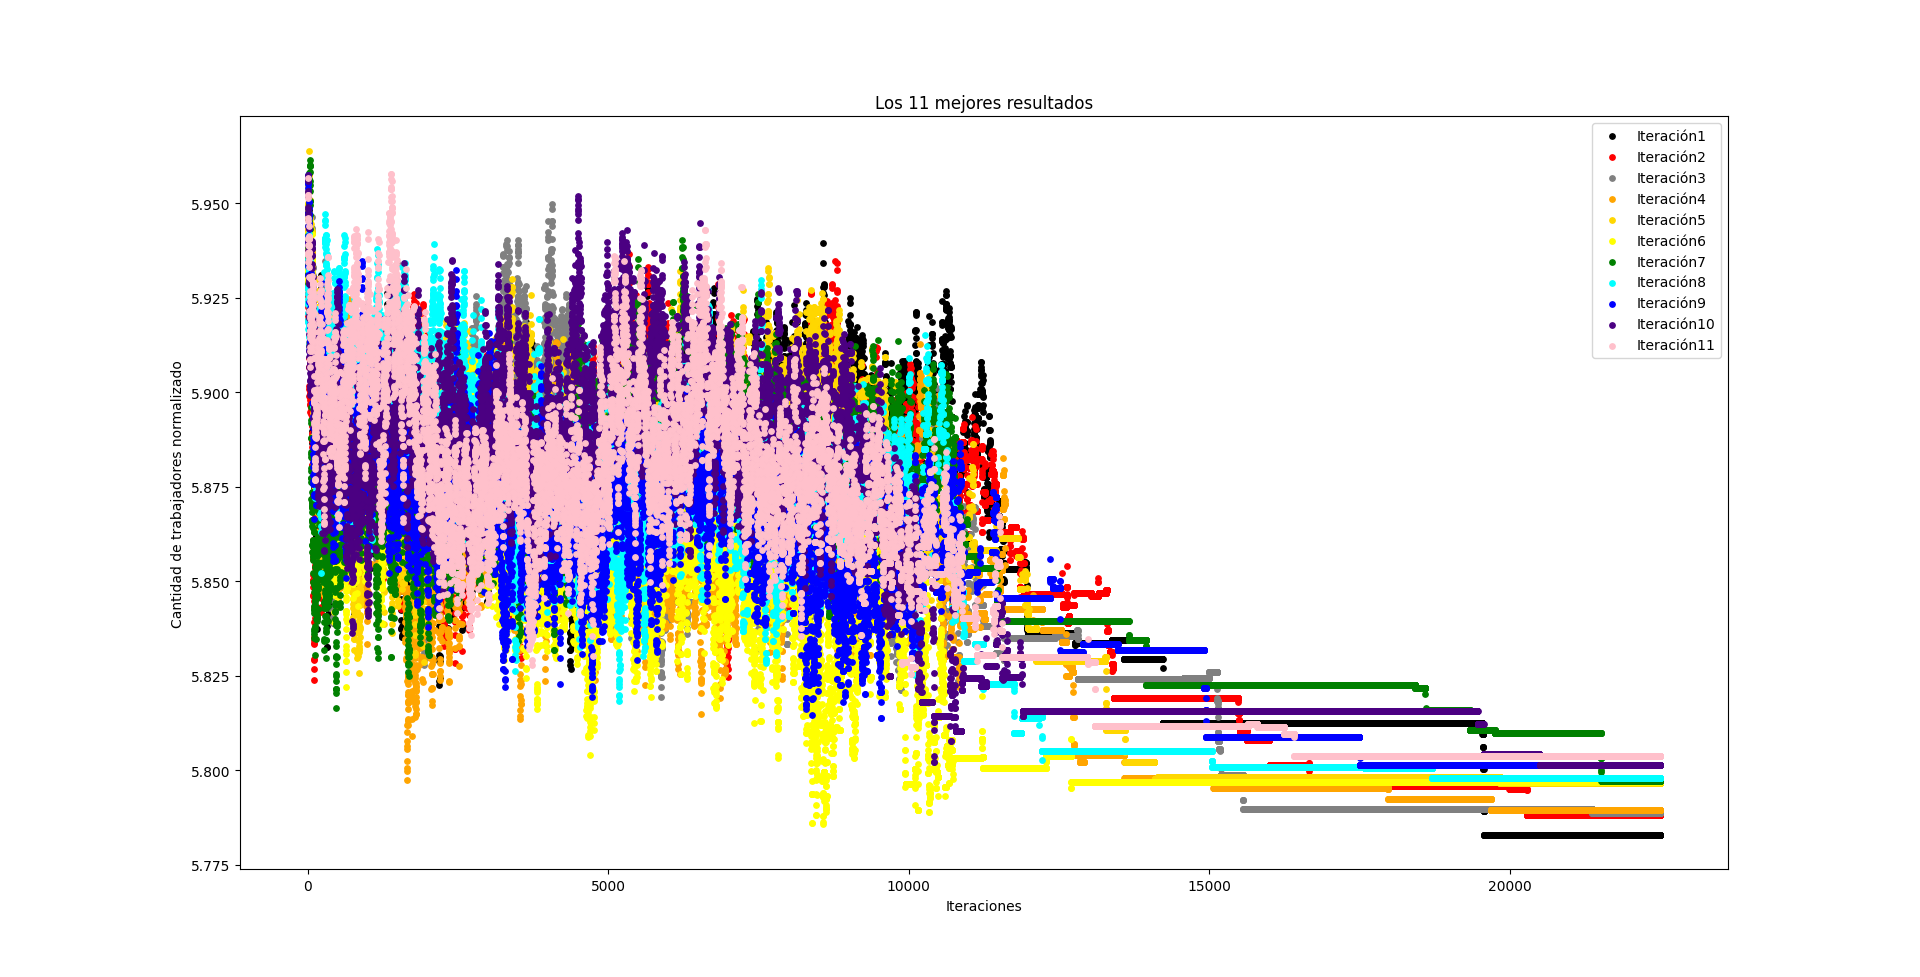 Los 11 mejores resultados
Cantidad de trabajadores normalizado
5.950
5.925
5.900
5.875
5.850
5.825
5.800
5.775
Iteración1
Iteración2
Iteración3
Iteración4
Iteración5
Iteración6
Iteración7
Iteración8
Iteración9
Iteración10
Iteración11
0 5000 10000 15000 20000
Iteraciones